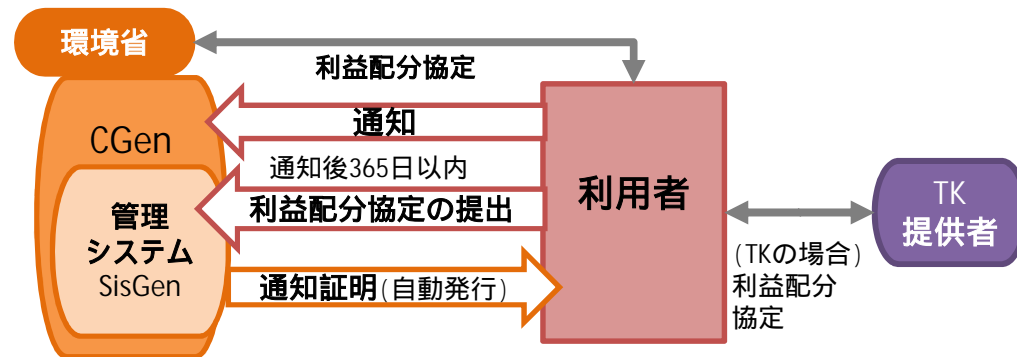 環境省
利益配分協定
通知
CGen
通知後365日以内
利益配分協定の提出
管理
システム
SisGen
通知証明(自動発行)
利用者
TK
提供者
(TKの場合)
利益配分
協定